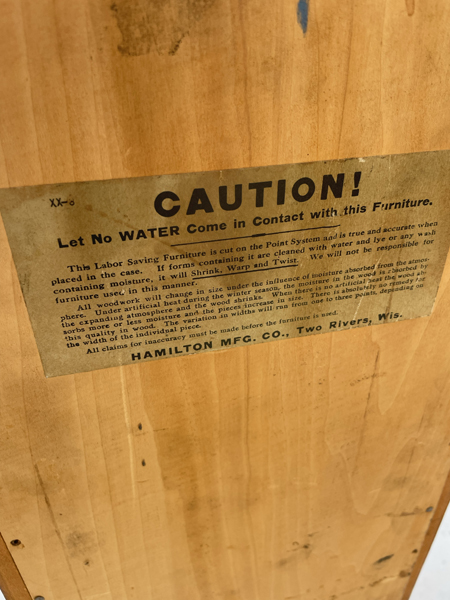 XX-6
CAUTION!
Let No WATER Come in Contact with this Furniture.
This Labor Saving Furniture is cut on the Point System and is true and accurate when
placed in the case. If forms containing it are cleaned with water and lye or any wash
containing moisture, it will Shrink, Warp and Twist. We will not be responsible for
furniture used in this manner.
All woodwork will change in size under the influence of moisture absorbed from the atmos-
phere. Under artificial heat during the winter season, the moisture in the wood is absorbed by
the expanding atmosphere and the wood shrinks. When there is no artificial heat the wood ab-
sorbs more or less moisture and the pieces increase in size. There is absolutely no remedy for
this quality in wood. The variation in widths will run from one to three points, depending on
the width of the individual piece.
All claims for inaccuracy must be made before the furniture is used.
HAMILTON MFG. CO., Two Rivers, Wis.